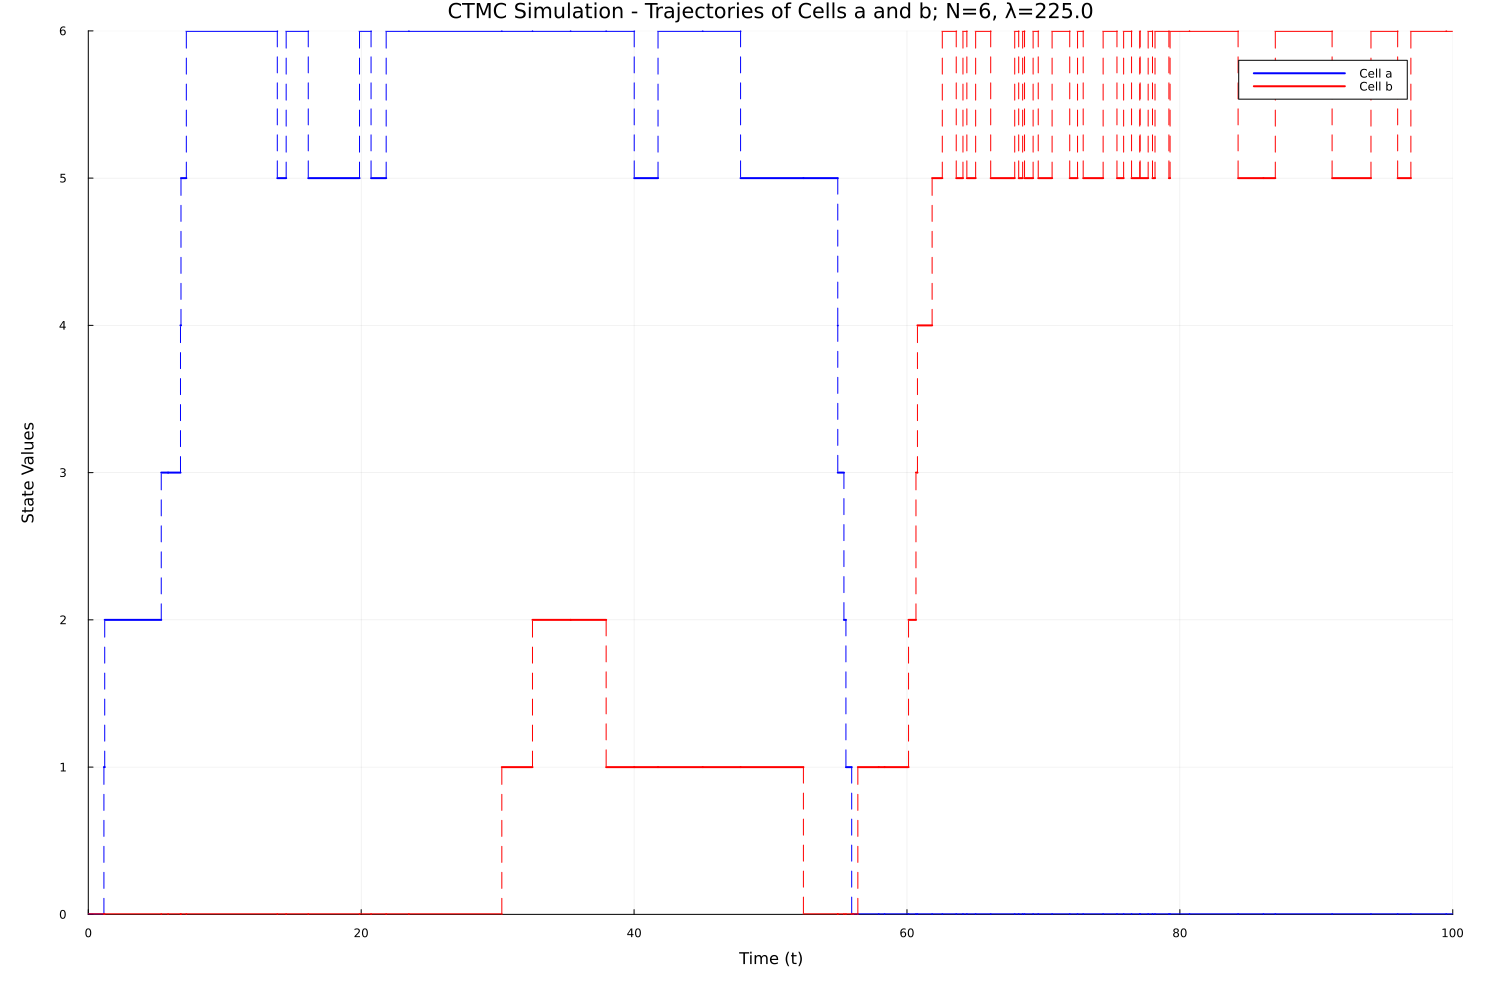 CTMC Simulation - Trajectories of Cells a and b; N=6, λ=225.0
6
Cell a
Cell b
5
4
3
2
1
0
State Values
0 20 40 60 80 100
Time (t)